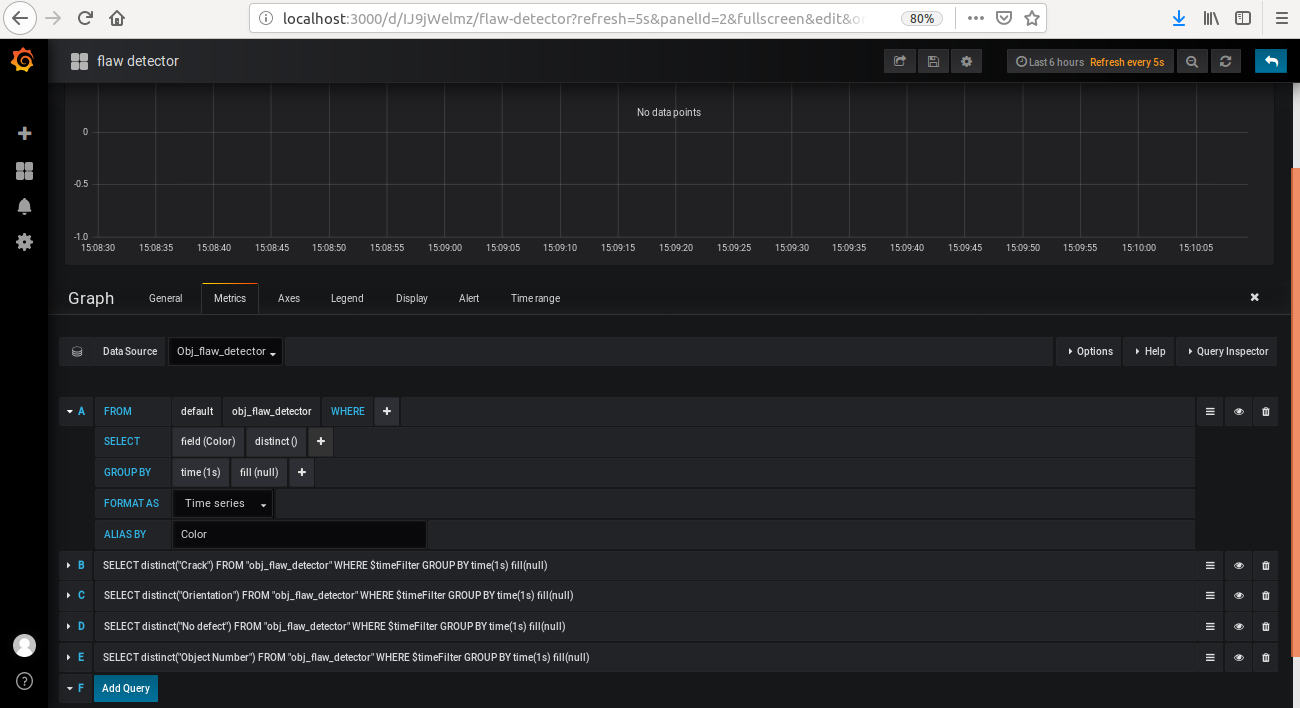 localhost:3000/d/IJ9jWelmz/flaw-detector?refresh=5s&panelId=2&fullscreen&edit&o
80%
flaw detector
Last 6 hours Refresh every 5s
No data points
0
-0.5
-1.0
15:08:30 15:08:35 15:08:40 15:08:45 15:08:50 15:08:55 15:09:00 15:09:05 15:09:10 15:09:15 15:09:20 15:09:25 15:09:30 15:09:35 15:09:40 15:09:45 15:09:50 15:09:55 15:10:00 15:10:05
Graph General Metrics Axes Legend Display Alert Time range
Data Source Obj_flaw_detector Options Help Query Inspector
A FROM default obj_flaw_detector WHERE +
SELECT field (Color) distinct () +
GROUP BY time (1s) fill (null) +
FORMAT AS Time series
ALIAS BY Color
B SELECT distinct("Crack") FROM "obj_flaw_detector" WHERE $timeFilter GROUP BY time(1s) fill(null)
C SELECT distinct("Orientation") FROM "obj_flaw_detector" WHERE $timeFilter GROUP BY time(1s) fill(null)
D SELECT distinct("No defect") FROM "obj_flaw_detector" WHERE $timeFilter GROUP BY time(1s) fill(null)
E SELECT distinct("Object Number") FROM "obj_flaw_detector" WHERE $timeFilter GROUP BY time(1s) fill(null)
F Add Query